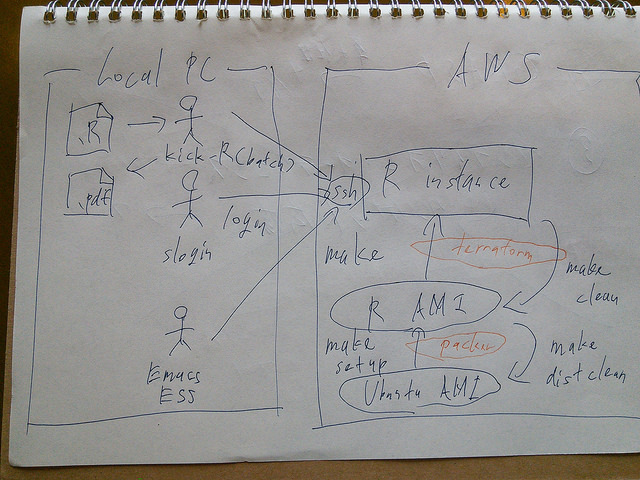 Local PC
AWS
.R
kick-R(batch)
.pdf
ssh
R instance
login
slogin
make
terraform
make
clean
R AMI
make
setup
packer
make
distclean
Ubuntu AMI
Emacs
ESS